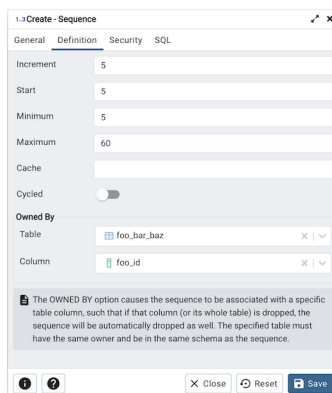 1..3 Create - Sequence
General Definition Security SQL
Increment 5
Start 5
Minimum 5
Maximum 60
Cache
Cycled
Owned By
Table foo_bar_baz
Column foo_id
The OWNED BY option causes the sequence to be associated with a specific
table column, such that if that column (or its whole table) is dropped, the
sequence will be automatically dropped as well. The specified table must
have the same owner and be in the same schema as the sequence.
Close Reset Save